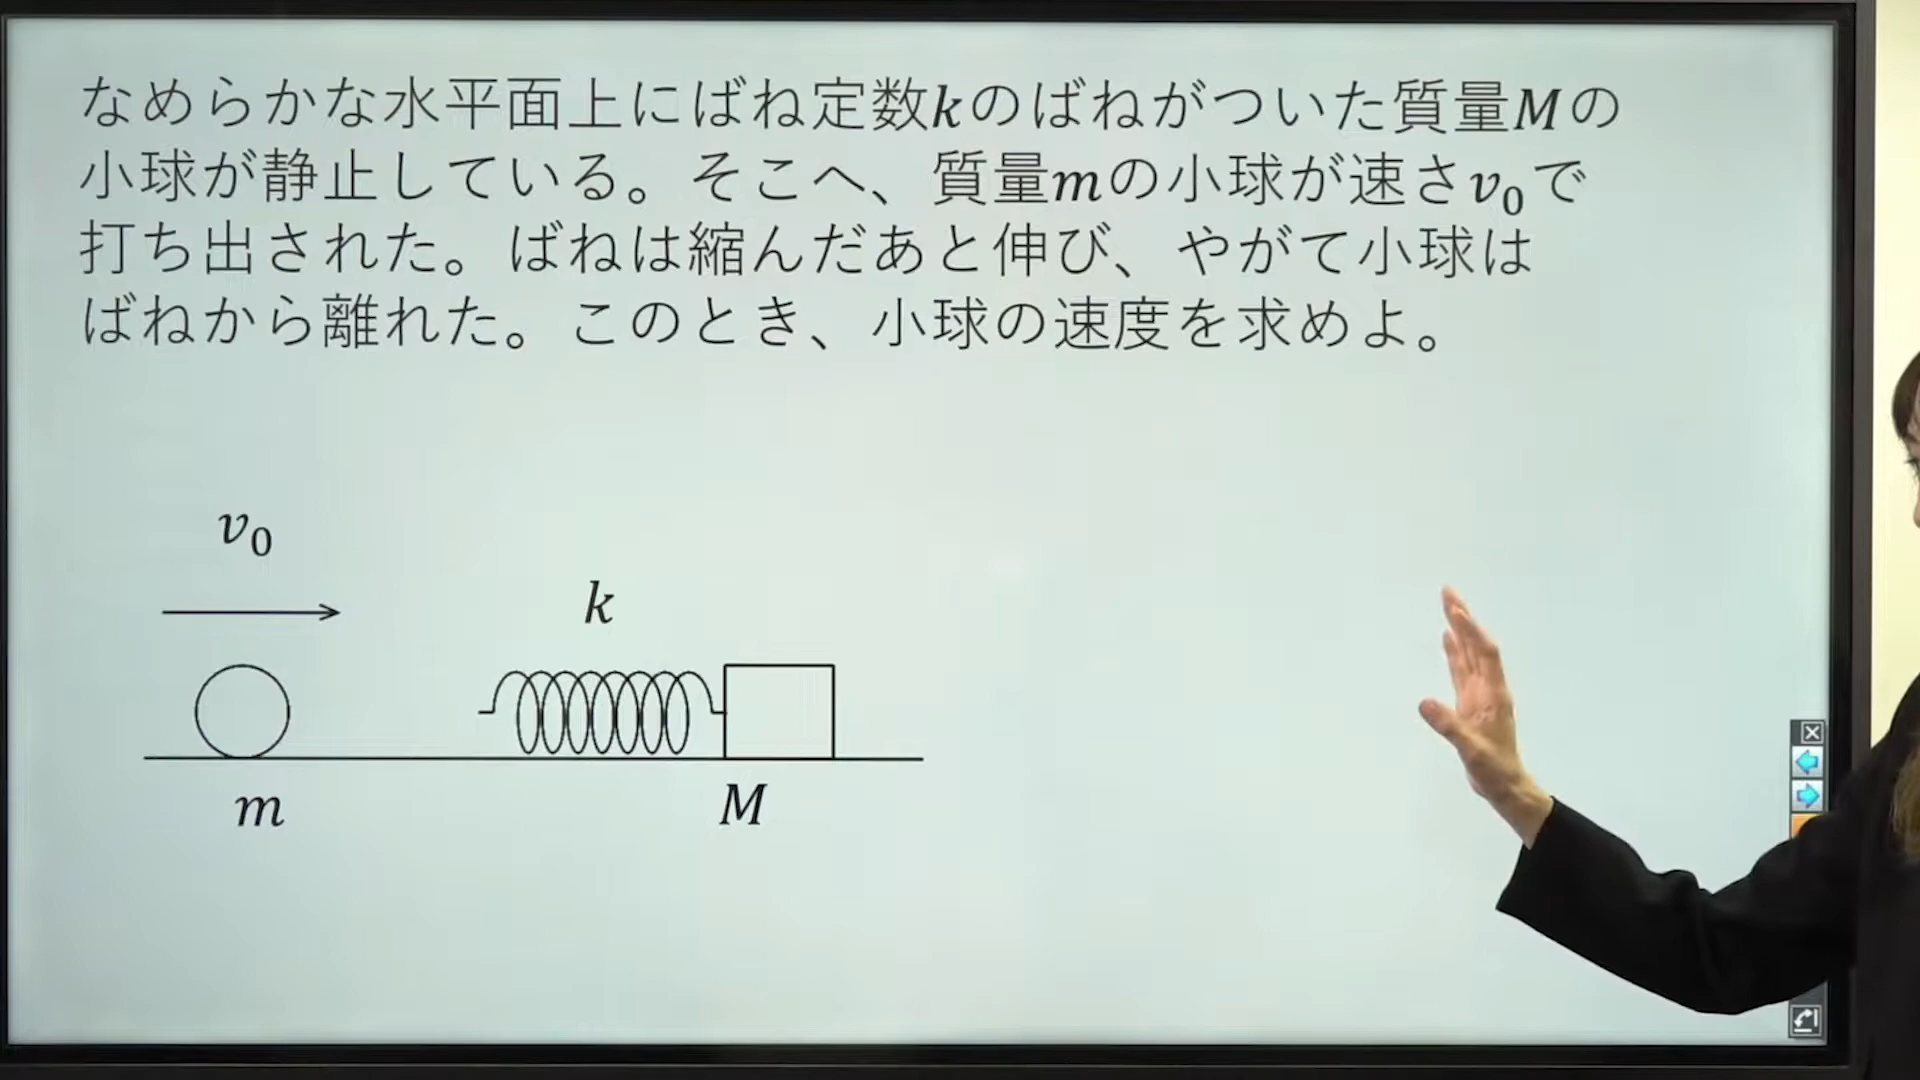 なめらかな水平面上にばね定数kのばねがついた質量Mの
小球が静止している。そこへ、質量mの小球が速さv₀で
打ち出された。ばねは縮んだあと伸び、やがて小球は
ばねから離れた。このとき、小球の速度を求めよ。
v₀
k
m
M